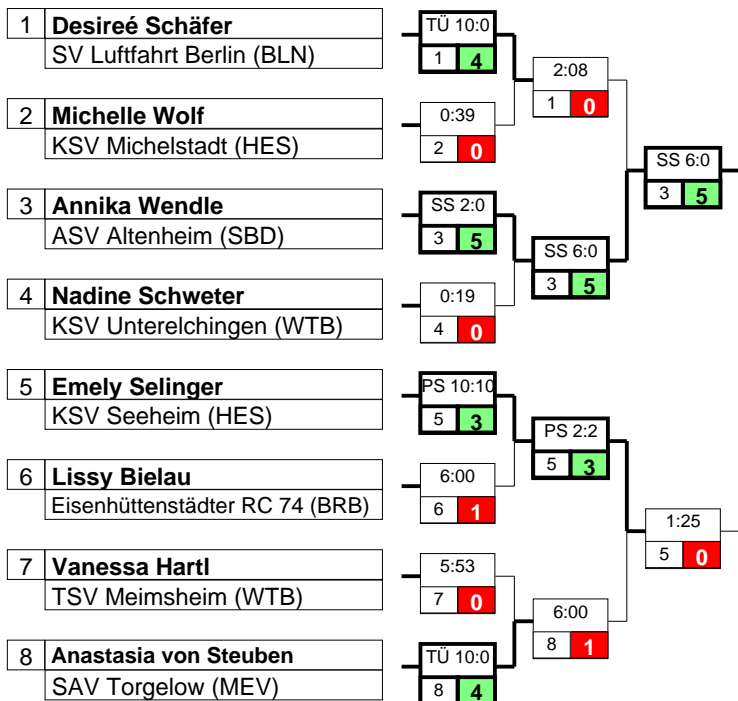 1 Desireé Schäfer
SV Luftfahrt Berlin (BLN)
2 Michelle Wolf
KSV Michelstadt (HES)
3 Annika Wendle
ASV Altenheim (SBD)
4 Nadine Schweter
KSV Unterelchingen (WTB)
5 Emely Selinger
KSV Seeheim (HES)
6 Lissy Bielau
Eisenhüttenstädter RC 74 (BRB)
7 Vanessa Hartl
TSV Meimsheim (WTB)
8 Anastasia von Steuben
SAV Torgelow (MEV)
TÜ 10:0
1 4
0:39
2 0
SS 2:0
3 5
0:19
4 0
PS 10:10
5 3
6:00
6 1
5:53
7 0
TÜ 10:0
8 4
2:08
1 0
SS 6:0
3 5
PS 2:2
5 3
6:00
8 1
SS 6:0
3 5
1:25
5 0